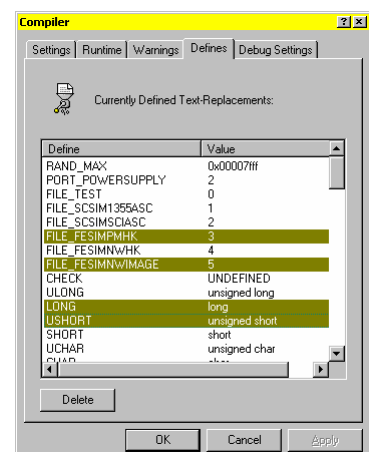 Compiler
Settings Runtime Warnings Defines Debug Settings
Currently Defined Text-Replacements:
Define Value
RAND_MAX 0x00007fff
PORT_POWERSUPPLY 2
FILE_TEST 0
FILE_SCSIM1355ASC 1
FILE_SCSIMSCIASC 2
FILE_FESIMPMHK 3
FILE_FESIMNWHK 4
FILE_FESIMNWIMAGE 5
CHECK UNDEFINED
ULONG unsigned long
LONG long
USHORT unsigned short
SHORT short
UCHAR unsigned char
Delete
OK Cancel Apply